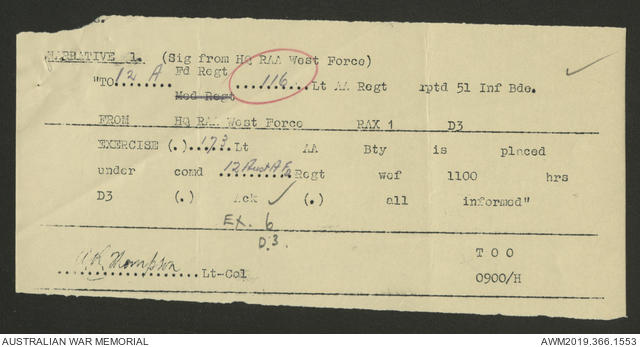 NARRATIVE 1. (Sig from HQ RAA West Force)
"TO 12 A Fd Regt 116 Lt AA Regt rptd 51 Inf Bde.
Med Regt
FROM HQ RAA West Force RAX 1 D3
EXERCISE (.) 173 Lt AA Bty is placed
under comd 12 Aust A Fd Regt wef 1100 hrs
D3 (.) Ack (.) all informed"
EX. 6
D.3.
T O O
Thompson Lt-Col 0900/H
AUSTRALIAN WAR MEMORIAL AWM2019.366.1553